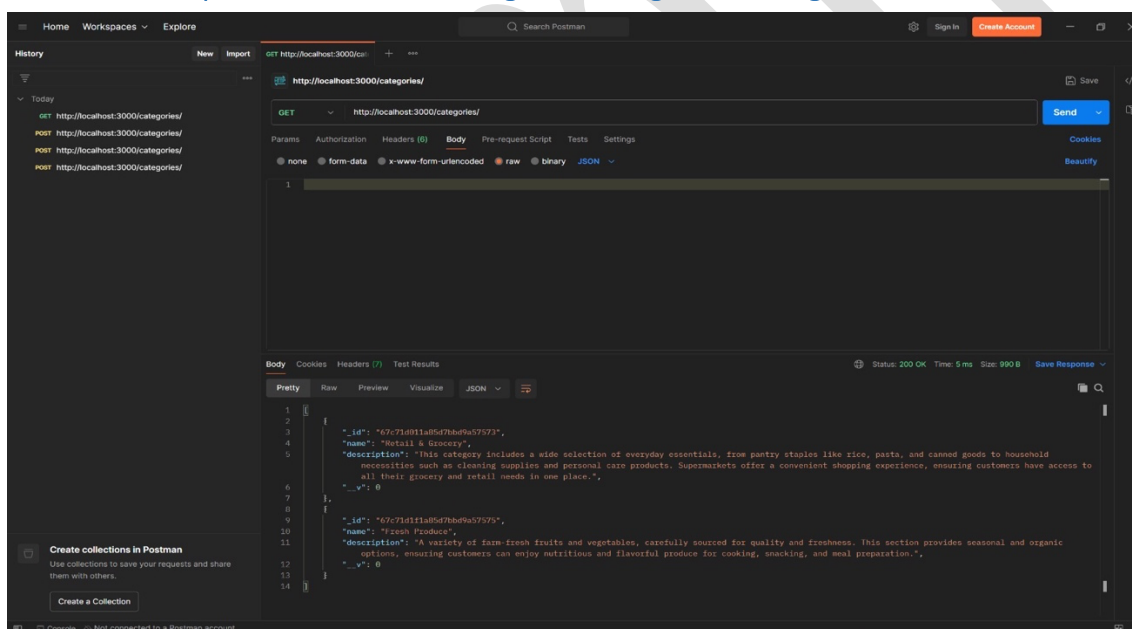 Home Workspaces Explore Search Postman Sign In Create Account
History New Import GET http://localhost:3000/cat
http://localhost:3000/categories/ Save
Today
GET http://localhost:3000/categories/
POST http://localhost:3000/categories/
POST http://localhost:3000/categories/
POST http://localhost:3000/categories/
GET http://localhost:3000/categories/ Send
Params Authorization Headers (6) Body Pre-request Script Tests Settings Cookies
none form-data x-www-form-urlencoded raw binary JSON Beautify
1
Body Cookies Headers (7) Test Results Status: 200 OK Time: 5 ms Size: 990 B Save Response
Pretty Raw Preview Visualize JSON
1 [
2 {
3 "_id": "67c71d011a85d7bbd9a57573",
4 "name": "Retail & Grocery",
5 "description": "This category includes a wide selection of everyday essentials, from pantry staples like rice, pasta, and canned goods to household
necessities such as cleaning supplies and personal care products. Supermarkets offer a convenient shopping experience, ensuring customers have access to
all their grocery and retail needs in one place.",
6 "__v": 0
7 },
8 {
9 "_id": "67c71d1f1a85d7bbd9a57575",
10 "name": "Fresh Produce",
11 "description": "A variety of farm-fresh fruits and vegetables, carefully sourced for quality and freshness. This section provides seasonal and organic
options, ensuring customers can enjoy nutritious and flavorful produce for cooking, snacking, and meal preparation.",
12 "__v": 0
13 }
14 ]
Create collections in Postman
Use collections to save your requests and share
them with others.
Create a Collection
Console Not connected to a Postman account